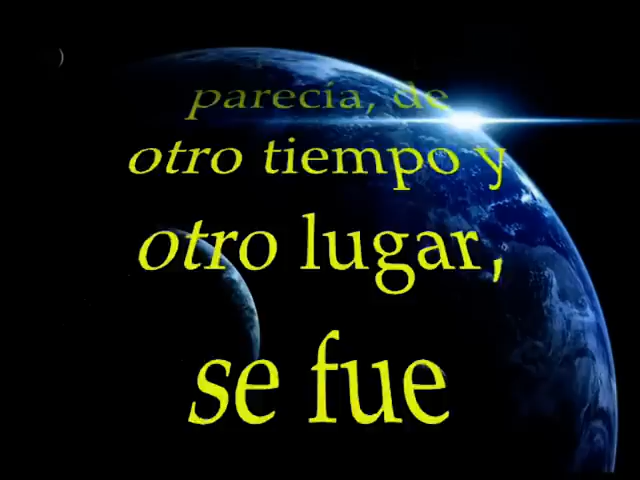 parecía, de
otro tiempo y
otro lugar,
se fue